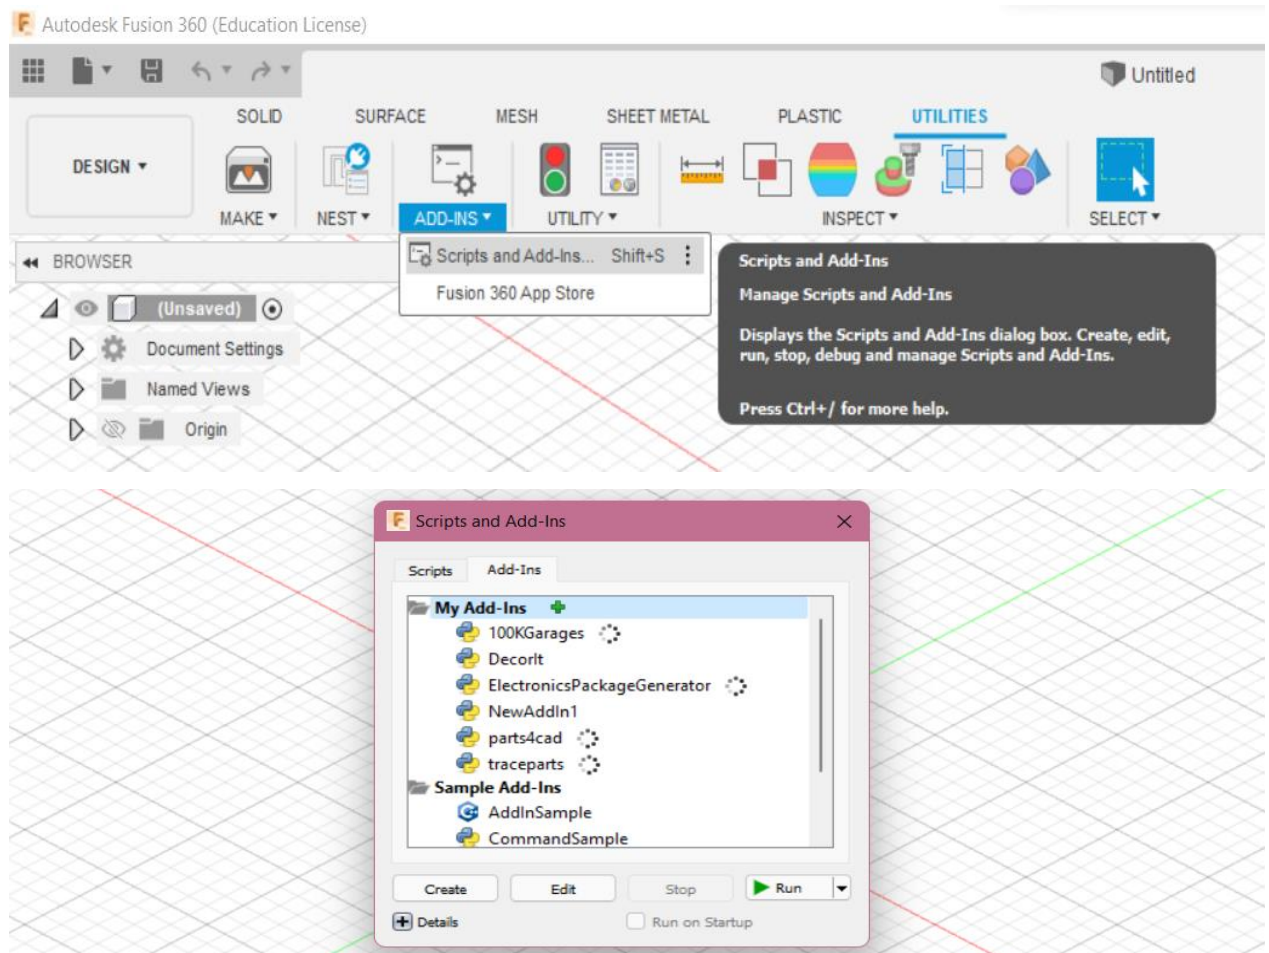 Autodesk Fusion 360 (Education License)
Untitled
SOLID SURFACE MESH SHEET METAL PLASTIC UTILITIES
DESIGN
MAKE NEST ADD-INS UTILITY INSPECT SELECT
BROWSER
Scripts and Add-Ins... Shift+S
Fusion 360 App Store
(Unsaved)
Document Settings
Named Views
Origin
Scripts and Add-Ins
Manage Scripts and Add-Ins
Displays the Scripts and Add-Ins dialog box. Create, edit,
run, stop, debug and manage Scripts and Add-Ins.
Press Ctrl+/ for more help.
Scripts and Add-Ins
Scripts Add-Ins
My Add-Ins
100KGarages
DecorIt
ElectronicsPackageGenerator
NewAddIn1
parts4cad
traceparts
Sample Add-Ins
AddInSample
CommandSample
Create Edit Stop Run
Details Run on Startup